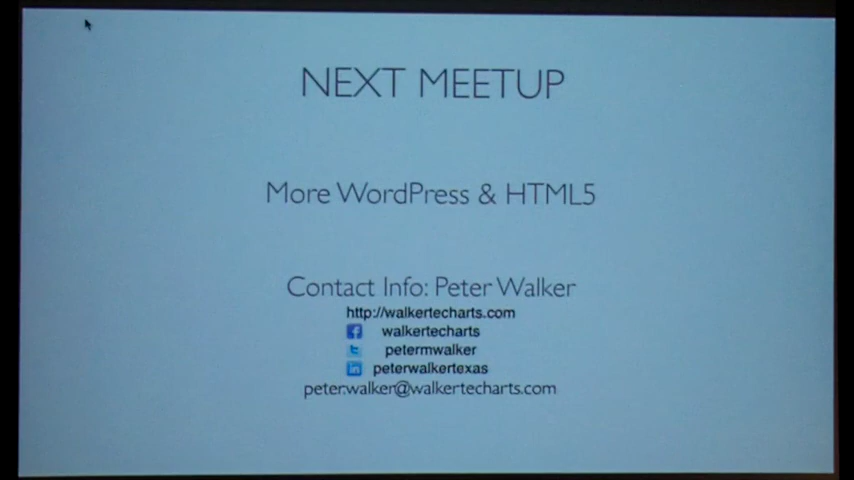 NEXT MEETUP
More WordPress & HTML5
Contact Info: Peter Walker
http://walkertecharts.com
walkertecharts
petermwalker
peterwalkertexas
peter.walker@walkertecharts.com